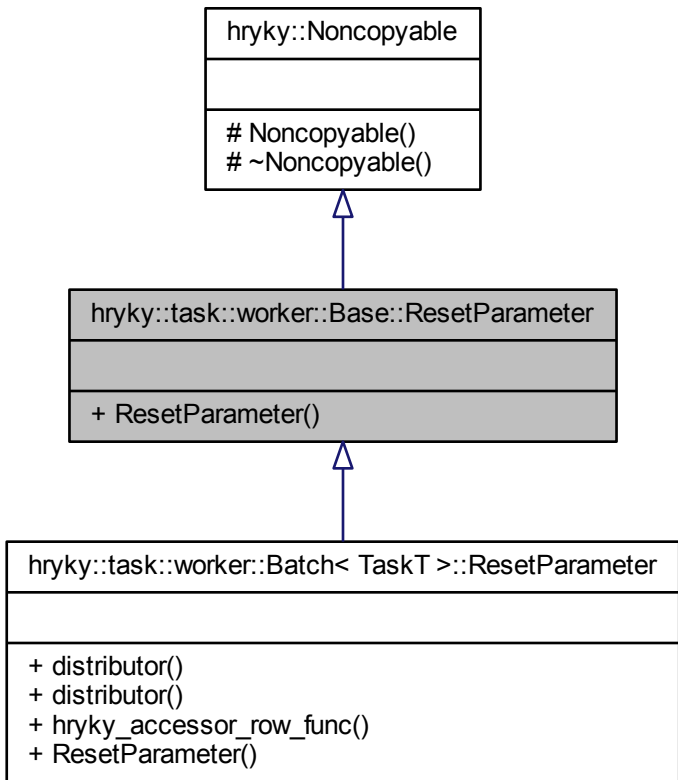 hryky::Noncopyable
# Noncopyable()
# ~Noncopyable()
hryky::task::worker::Base::ResetParameter
+ ResetParameter()
hryky::task::worker::Batch< TaskT >::ResetParameter
+ distributor()
+ distributor()
+ hryky_accessor_row_func()
+ ResetParameter()